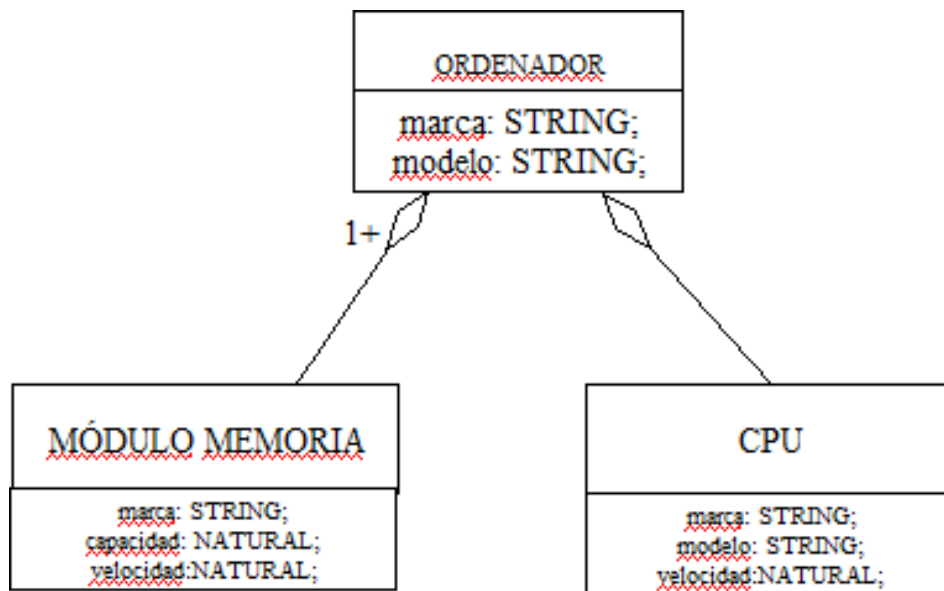 ORDENADOR
marca: STRING;
modelo: STRING;
1+
MÓDULO MEMORIA
marca: STRING;
capacidad: NATURAL;
velocidad:NATURAL;
CPU
marca: STRING;
modelo: STRING;
velocidad:NATURAL;